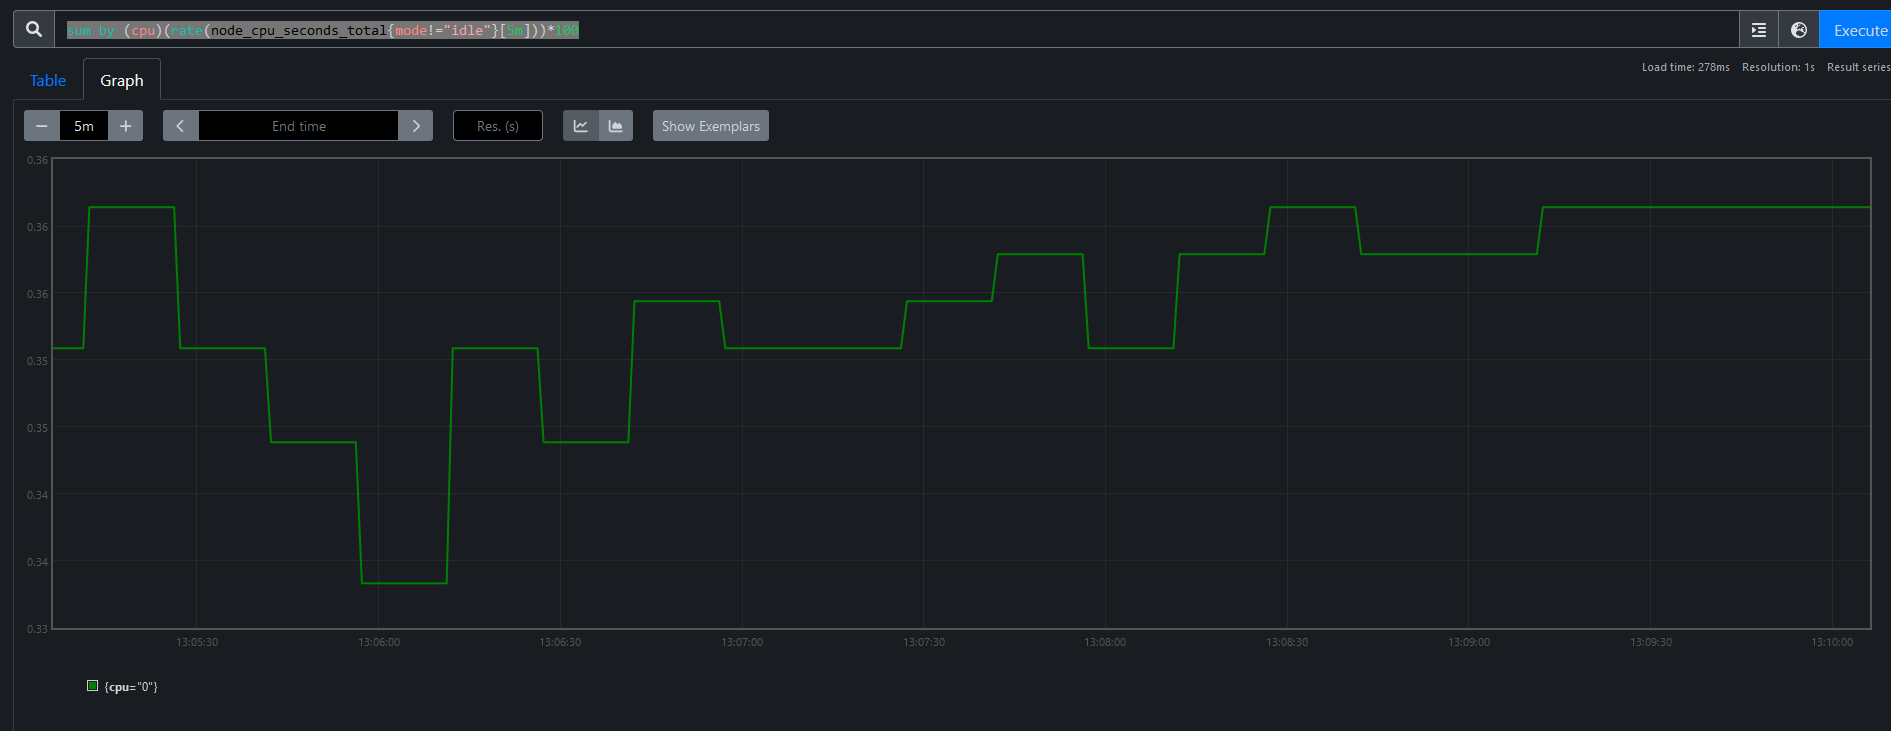 sum by (cpu)(rate(node_cpu_seconds_total{mode!="idle"}[5m]))*100
Execute
Table
Graph
Load time: 278ms Resolution: 1s Result series
5m
End time
Res. (s)
Show Exemplars
0.36
0.36
0.36
0.35
0.35
0.34
0.34
0.33
13:05:30 13:06:00 13:06:30 13:07:00 13:07:30 13:08:00 13:08:30 13:09:00 13:09:30 13:10:00
{cpu="0"}